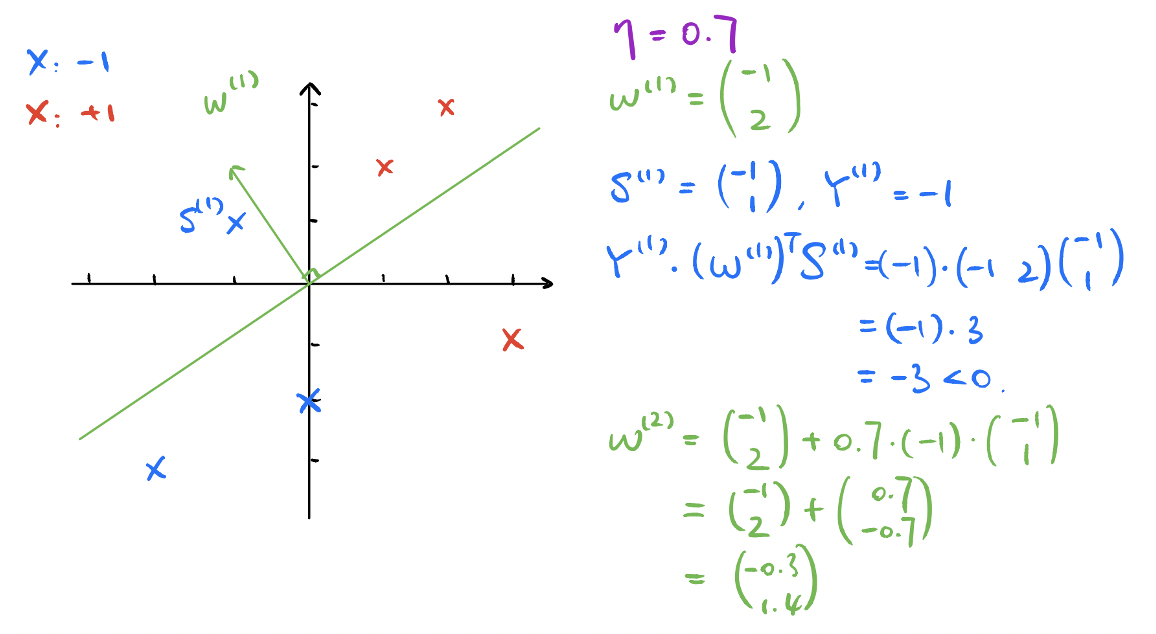 X: -1
X: +1
w⁽¹⁾
S⁽¹⁾
η = 0.7
w⁽¹⁾ = (-1 2)
S⁽¹⁾ = (-1 1), Y⁽¹⁾ = -1
Y⁽¹⁾·(w⁽¹⁾)ᵀS⁽¹⁾ = (-1)·(-1 2)(-1 1)
= (-1)·3
= -3 < 0.
w⁽²⁾ = (-1 2) + 0.7·(-1)·(-1 1)
= (-1 2) + (0.7 -0.7)
= (-0.3 1.4)